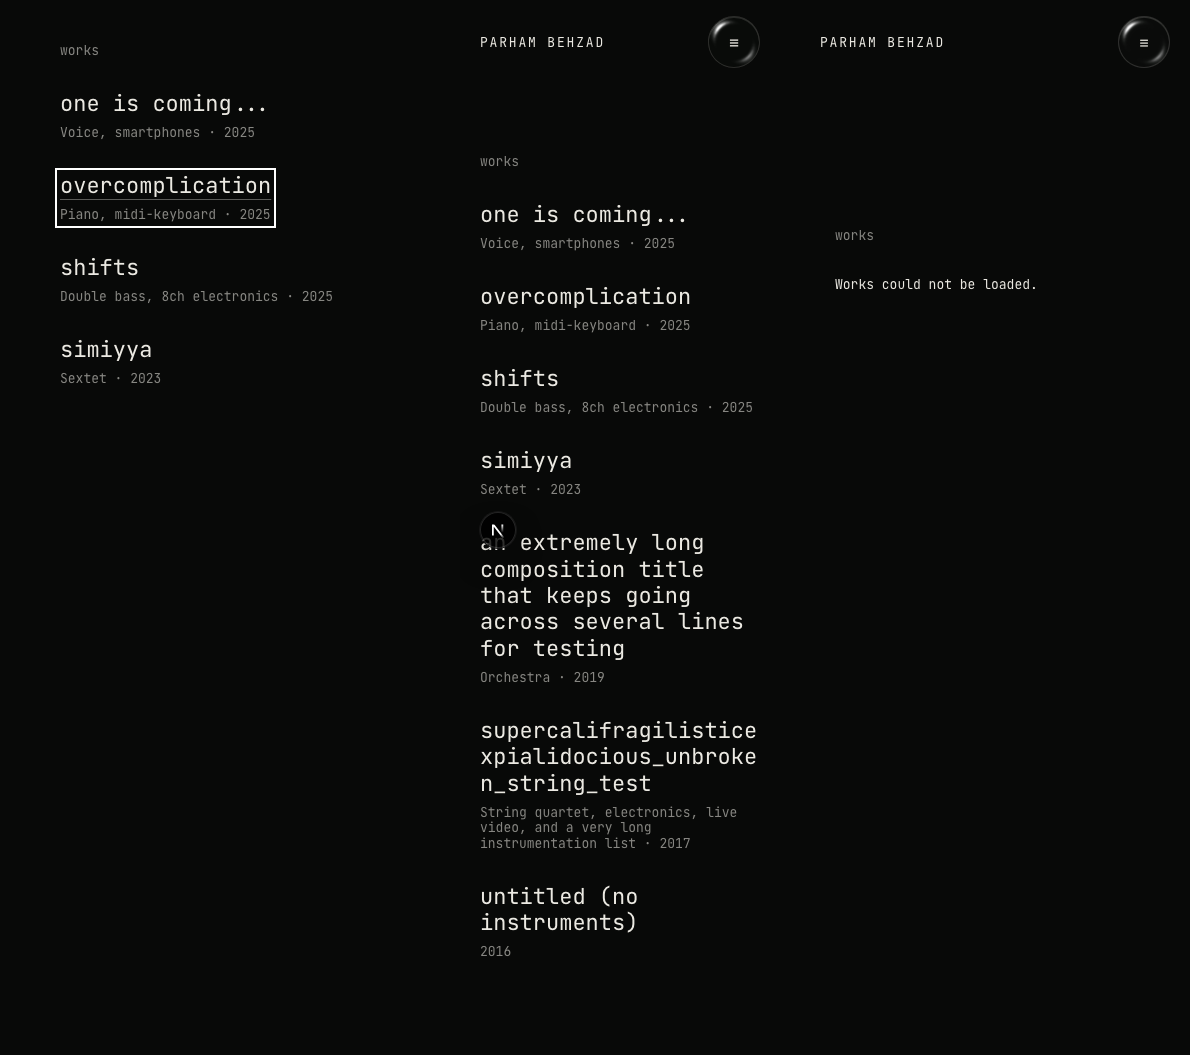 works
one is coming...
Voice, smartphones · 2025
overcomplication
Piano, midi-keyboard · 2025
shifts
Double bass, 8ch electronics · 2025
simiyya
Sextet · 2023
PARHAM BEHZAD
works
one is coming...
Voice, smartphones · 2025
overcomplication
Piano, midi-keyboard · 2025
shifts
Double bass, 8ch electronics · 2025
simiyya
Sextet · 2023
N
an extremely long
composition title
that keeps going
across several lines
for testing
Orchestra · 2019
supercalifragilistice
xpialidocious_unbroke
n_string_test
String quartet, electronics, live
video, and a very long
instrumentation list · 2017
untitled (no
instruments)
2016
PARHAM BEHZAD
works
Works could not be loaded.